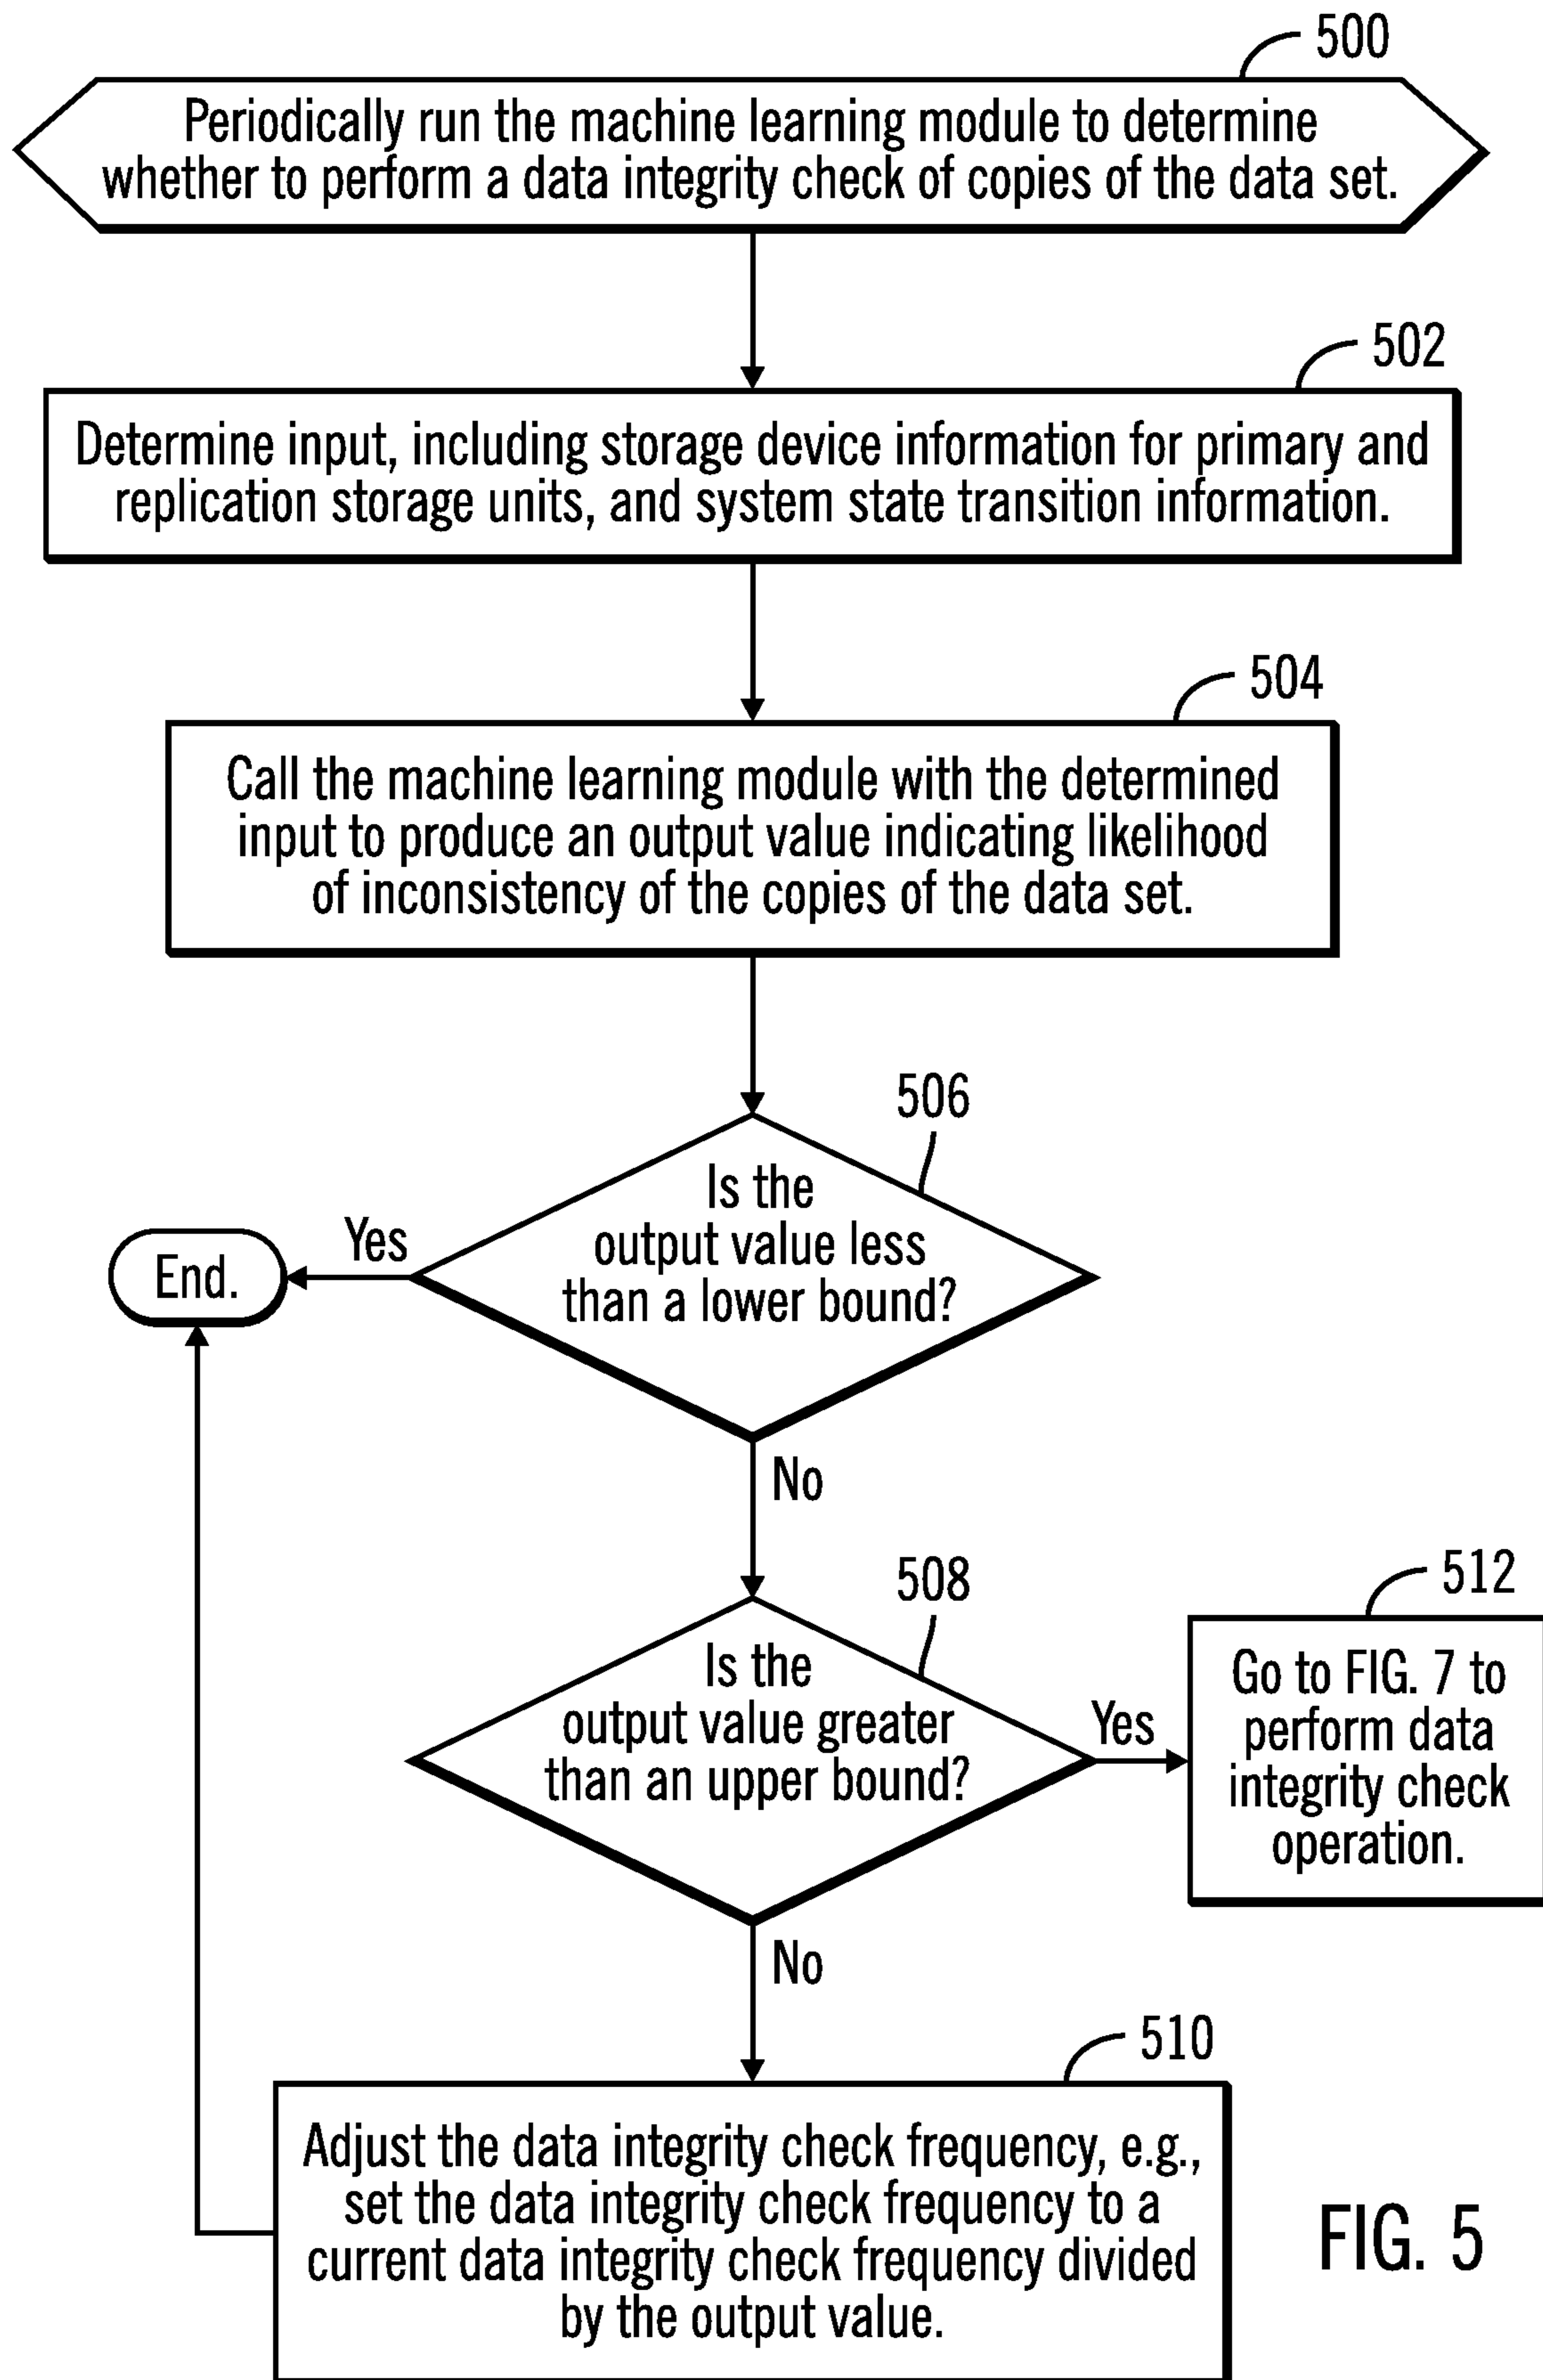 500
Periodically run the machine learning module to determine
whether to perform a data integrity check of copies of the data set.
502
Determine input, including storage device information for primary and
replication storage units, and system state transition information.
504
Call the machine learning module with the determined
input to produce an output value indicating likelihood
of inconsistency of the copies of the data set.
506
Is the
output value less
than a lower bound?
Yes
End.
No
508
Is the
output value greater
than an upper bound?
Yes
512
Go to FIG. 7 to
perform data
integrity check
operation.
No
510
Adjust the data integrity check frequency, e.g.,
set the data integrity check frequency to a
current data integrity check frequency divided
by the output value.
FIG. 5